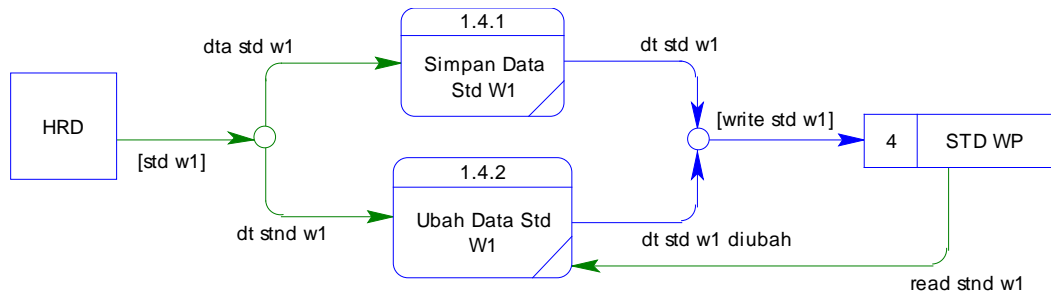 1.4.1
dta std w1
dt std w1
Simpan Data
Std W1
HRD
[std w1]
[write std w1]
4
STD WP
1.4.2
Ubah Data Std
W1
dt stnd w1
dt std w1 diubah
read stnd w1